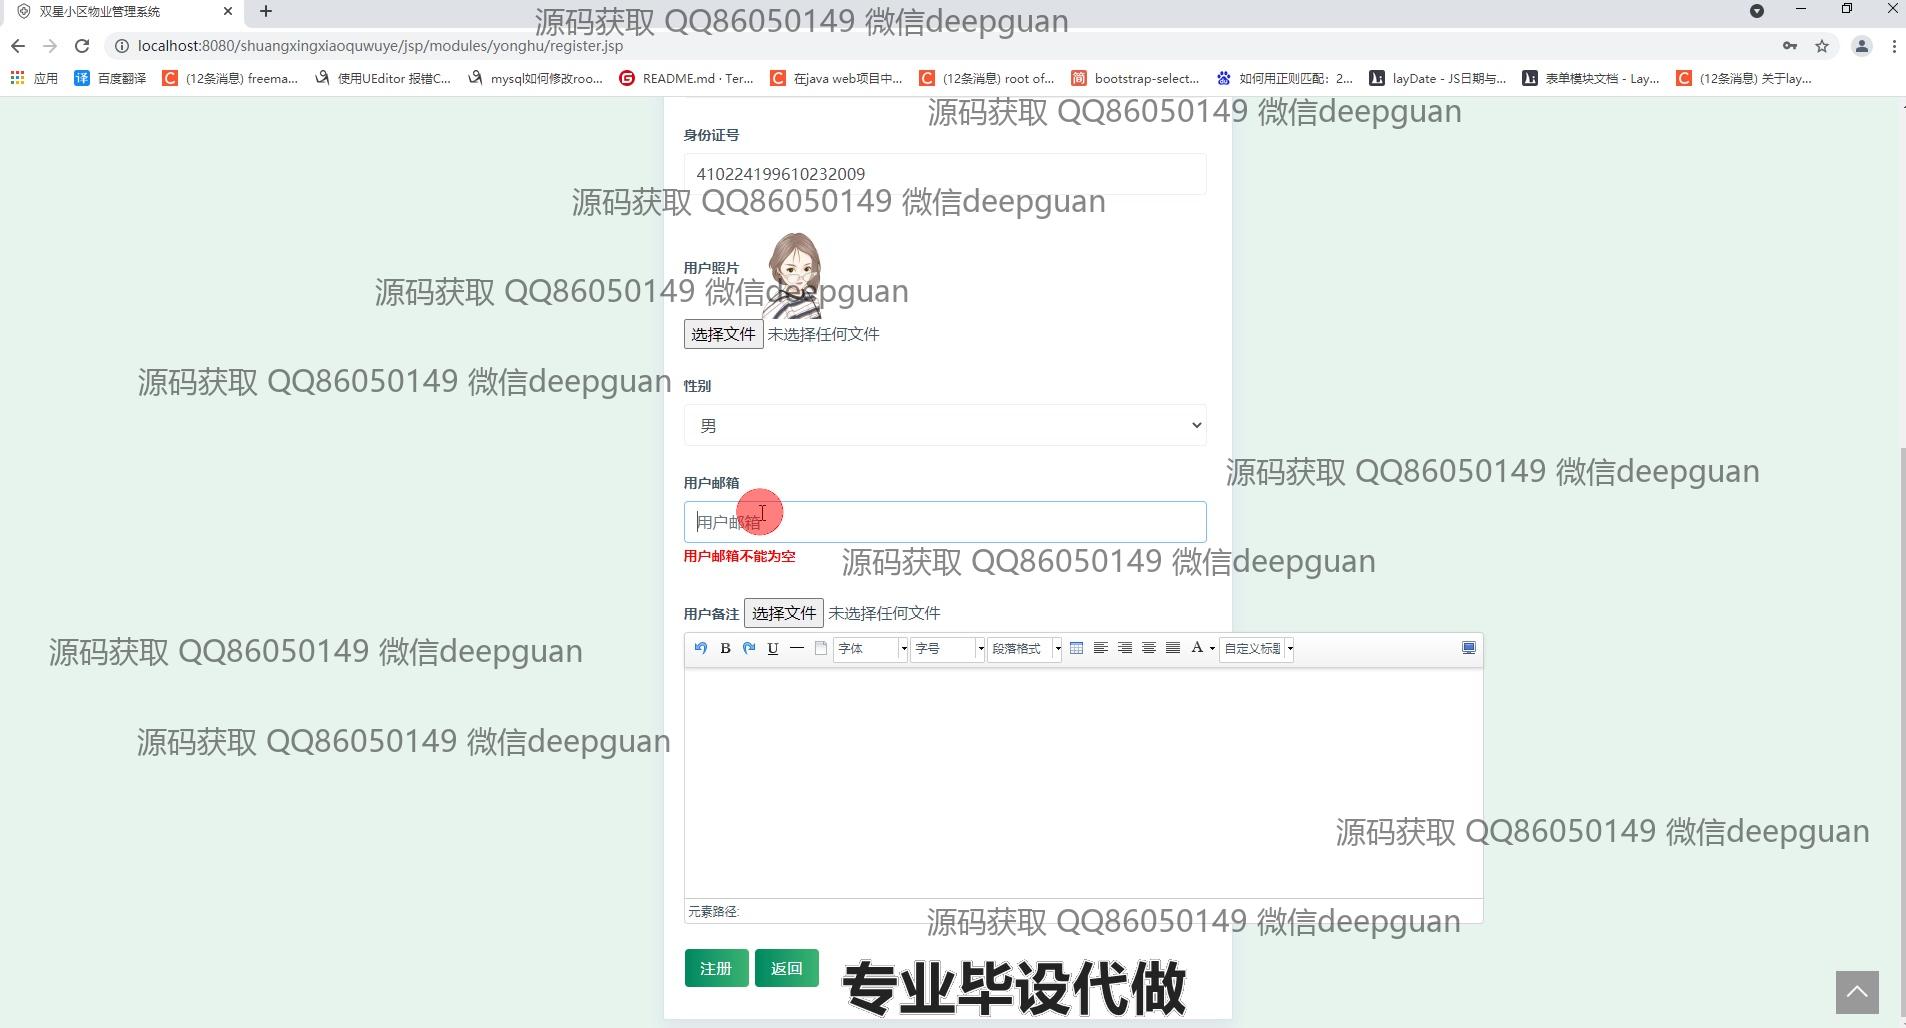 双星小区物业管理系统
源码获取 QQ86050149 微信deepguan
localhost:8080/shuangxingxiaoquwuye/jsp/modules/yonghu/register.jsp
应用 译 百度翻译 (12条消息) freema... 使用UEditor 报错C... mysql如何修改roo... README.md · Ter... 在java web项目中... (12条消息) root of... 简 bootstrap-select... 如何用正则匹配：2... layDate - JS日期与... 表单模块文档 - Lay... (12条消息) 关于lay...
源码获取 QQ86050149 微信deepguan
身份证号
410224199610232009
源码获取 QQ86050149 微信deepguan
用户照片
源码获取 QQ86050149 微信deepguan
选择文件 未选择任何文件
源码获取 QQ86050149 微信deepguan
性别
男
源码获取 QQ86050149 微信deepguan
用户邮箱
用户邮箱
用户邮箱不能为空
源码获取 QQ86050149 微信deepguan
用户备注 选择文件 未选择任何文件
B U 字体 字号 段落格式 A 自定义标题
源码获取 QQ86050149 微信deepguan
源码获取 QQ86050149 微信deepguan
源码获取 QQ86050149 微信deepguan
元素路径:
源码获取 QQ86050149 微信deepguan
注册 返回
专业毕设代做